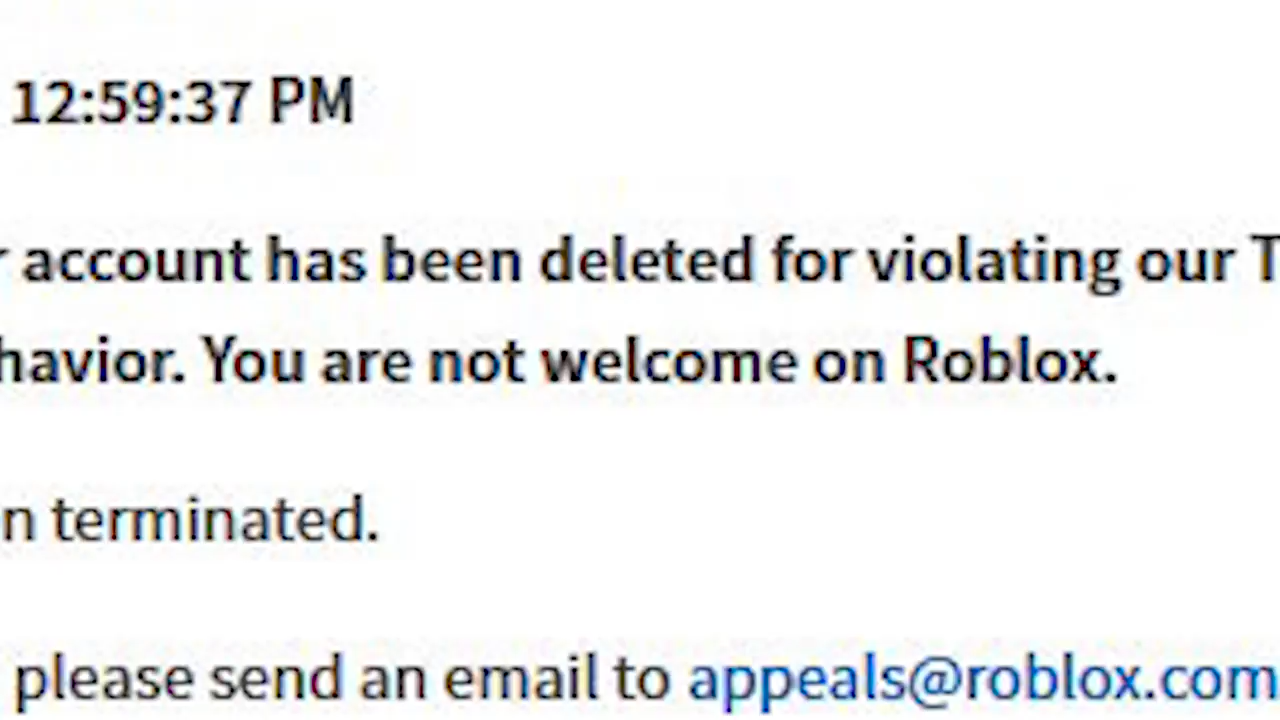 12:59:37 PM
account has been deleted for violating our
You are not welcome on Roblox.
terminated.
please send an email to appeals@roblox.com